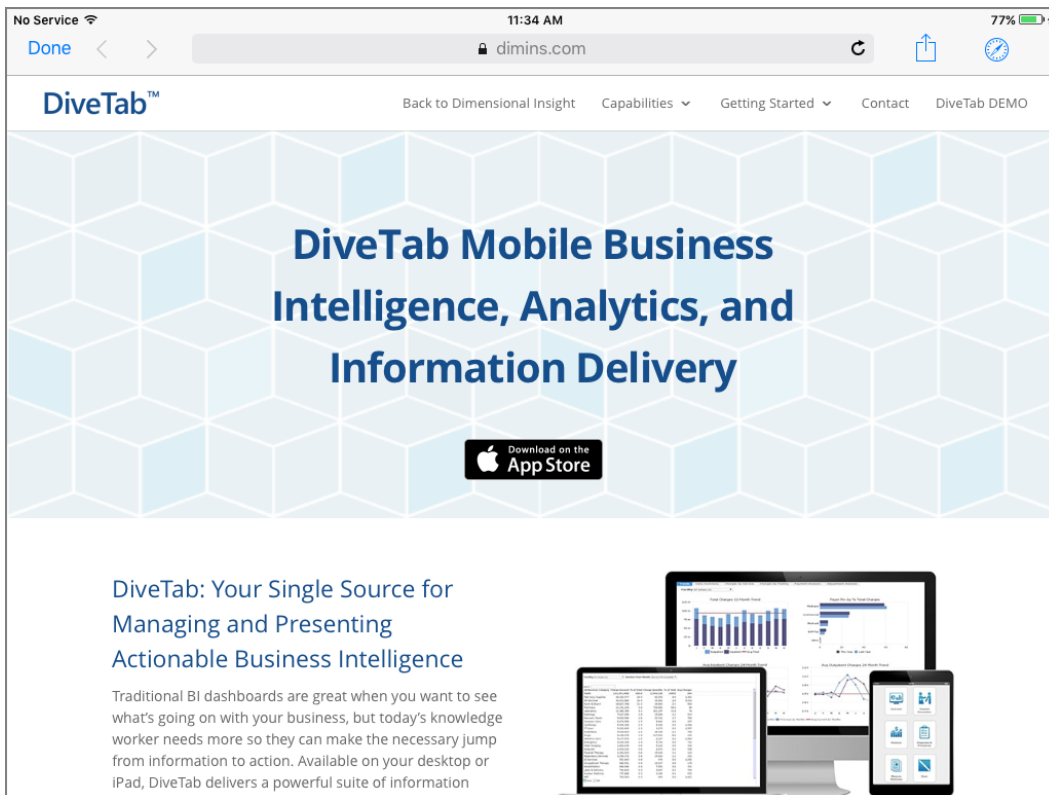 No Service 11:34 AM 77%
Done dimins.com
DiveTab™ Back to Dimensional Insight Capabilities Getting Started Contact DiveTab DEMO
DiveTab Mobile Business
Intelligence, Analytics, and
Information Delivery
Download on the
App Store
DiveTab: Your Single Source for
Managing and Presenting
Actionable Business Intelligence
Traditional BI dashboards are great when you want to see
what's going on with your business, but today's knowledge
worker needs more so they can make the necessary jump
from information to action. Available on your desktop or
iPad, DiveTab delivers a powerful suite of information